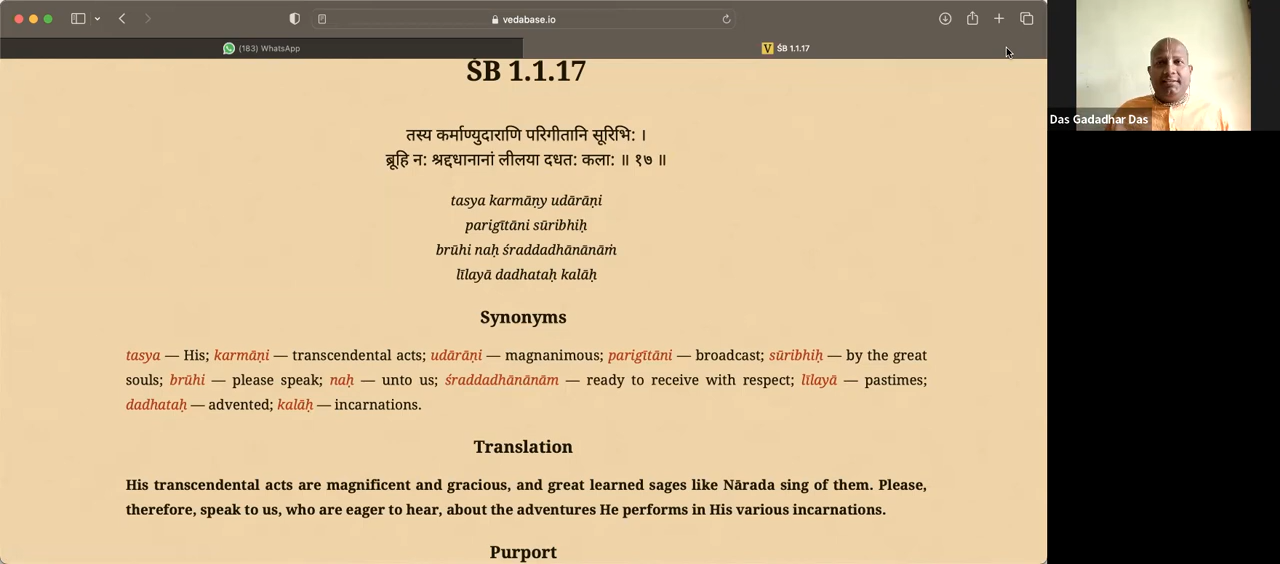 vedabase.io
(183) WhatsApp
V ŚB 1.1.17
ŚB 1.1.17
तस्य कर्माण्युदाराणि परिगीतानि सूरिभि: ।
ब्रूहि न: श्रद्दधानानां लीलया दधत: कला: ॥ १७ ॥
tasya karmāṇy udārāṇi
parigītāni sūribhiḥ
brūhi naḥ śraddadhānānāṁ
līlayā dadhataḥ kalāḥ
Synonyms
tasya — His; karmāṇi — transcendental acts; udārāṇi — magnanimous; parigītāni — broadcast; sūribhiḥ — by the great
souls; brūhi — please speak; naḥ — unto us; śraddadhānānām — ready to receive with respect; līlayā — pastimes;
dadhataḥ — advented; kalāḥ — incarnations.
Translation
His transcendental acts are magnificent and gracious, and great learned sages like Nārada sing of them. Please,
therefore, speak to us, who are eager to hear, about the adventures He performs in His various incarnations.
Purport
Das Gadadhar Das